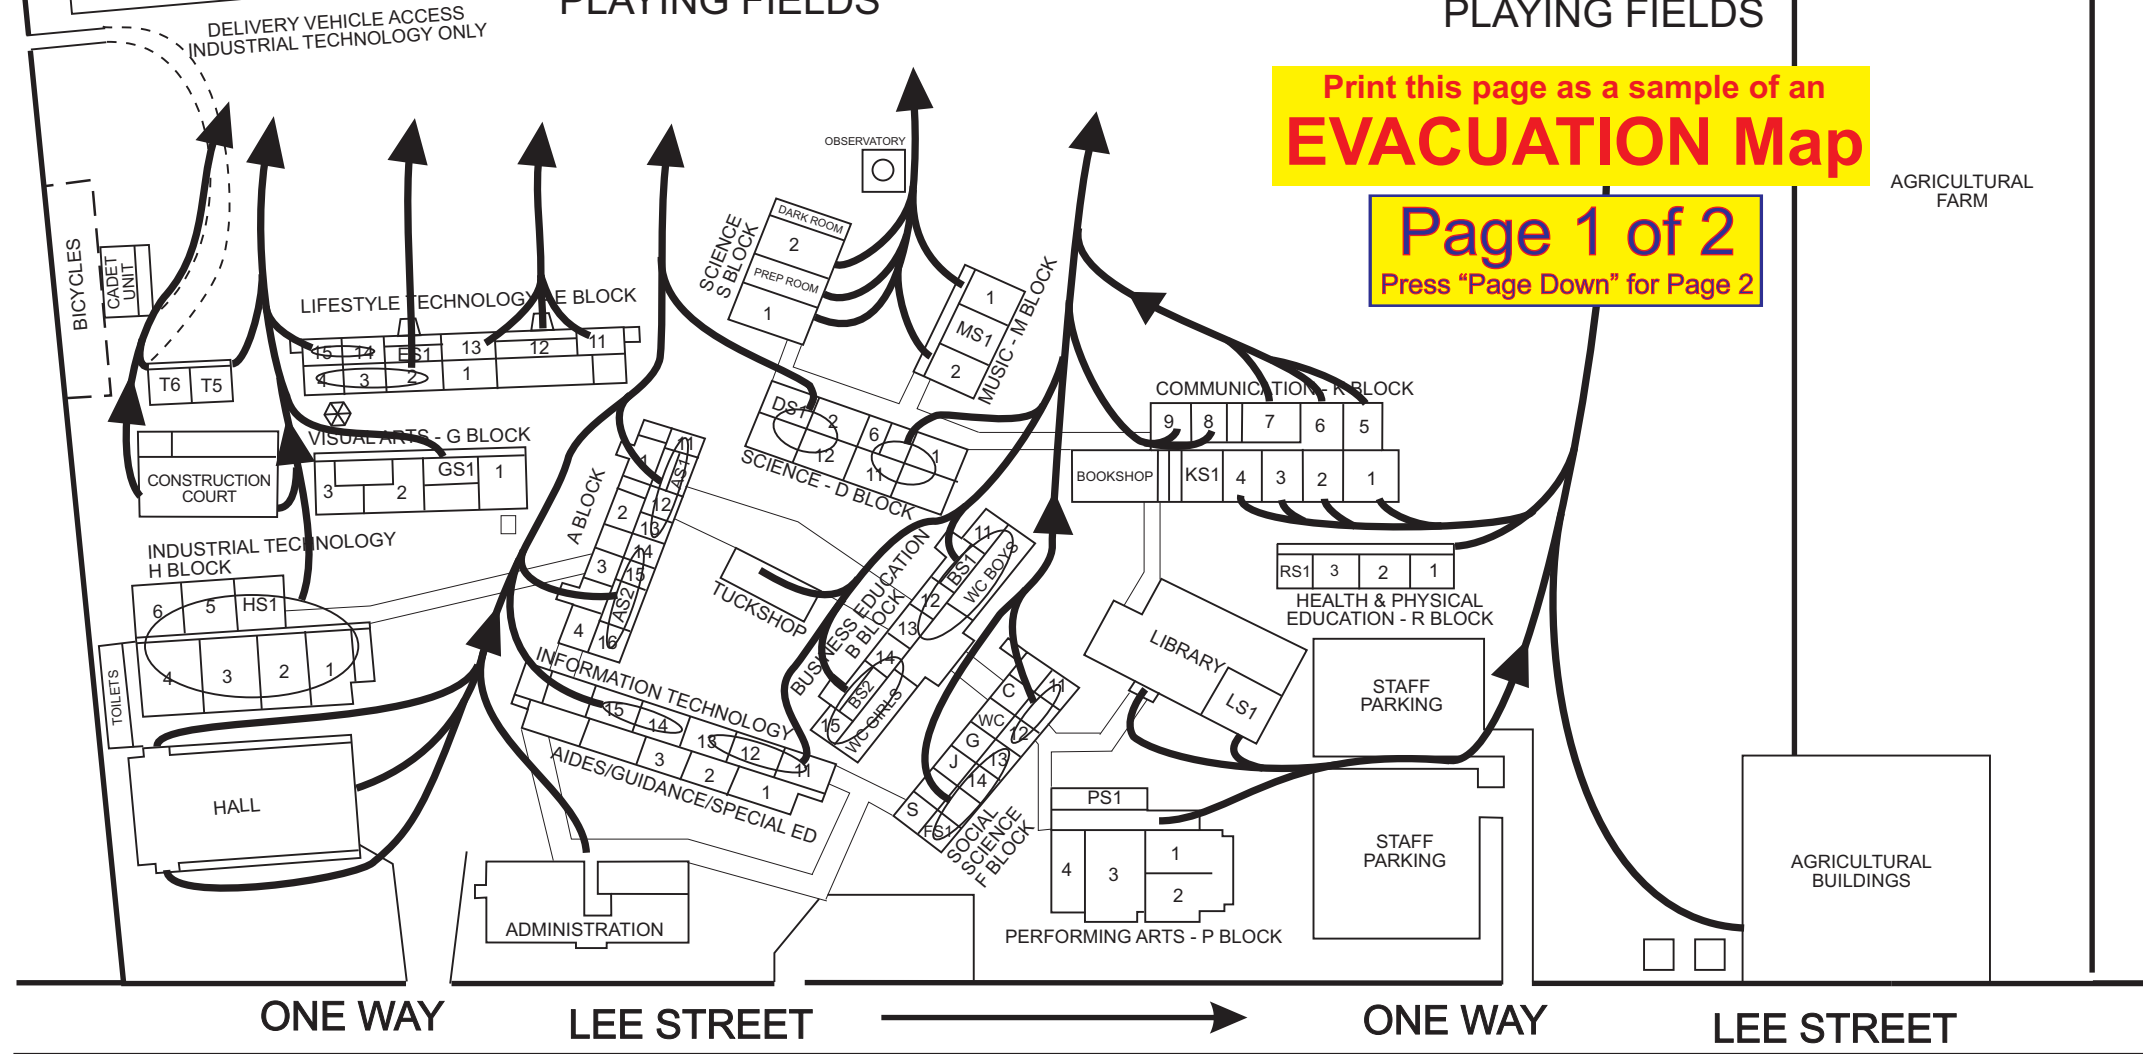 PLAYING FIELDS
PLAYING FIELDS
DELIVERY VEHICLE ACCESS
INDUSTRIAL TECHNOLOGY ONLY
Print this page as a sample of an
EVACUATION Map
Page 1 of 2
Press “Page Down” for Page 2
AGRICULTURAL
FARM
OBSERVATORY
BICYCLES
CADET
UNIT
T6
T5
LIFESTYLE TECHNOLOGY - E BLOCK
15
14
ES1
13
12
11
4
3
2
1
SCIENCE
S BLOCK
DARK ROOM
2
PREP ROOM
1
1
MS1
2
MUSIC - M BLOCK
VISUAL ARTS - G BLOCK
3
2
GS1
1
CONSTRUCTION
COURT
A BLOCK
1
11
AS1
2
12
13
3
14
15
AS2
4
16
DS1
2
6
1
12
11
SCIENCE - D BLOCK
COMMUNICATION - K BLOCK
9
8
7
6
5
BOOKSHOP
KS1
4
3
2
1
INDUSTRIAL TECHNOLOGY
H BLOCK
6
5
HS1
4
3
2
1
TOILETS
HALL
TUCKSHOP
BUSINESS EDUCATION
B BLOCK
11
BS1
WC BOYS
12
13
14
BS2
WC GIRLS
15
RS1
3
2
1
HEALTH & PHYSICAL
EDUCATION - R BLOCK
LIBRARY
LS1
INFORMATION TECHNOLOGY
15
14
13
12
11
3
2
1
AIDES/GUIDANCE/SPECIAL ED
C
11
WC
12
G
13
J
14
S
FS1
SOCIAL
SCIENCE
F BLOCK
STAFF
PARKING
STAFF
PARKING
PS1
4
3
1
2
PERFORMING ARTS - P BLOCK
ADMINISTRATION
AGRICULTURAL
BUILDINGS
ONE WAY
LEE STREET
ONE WAY
LEE STREET